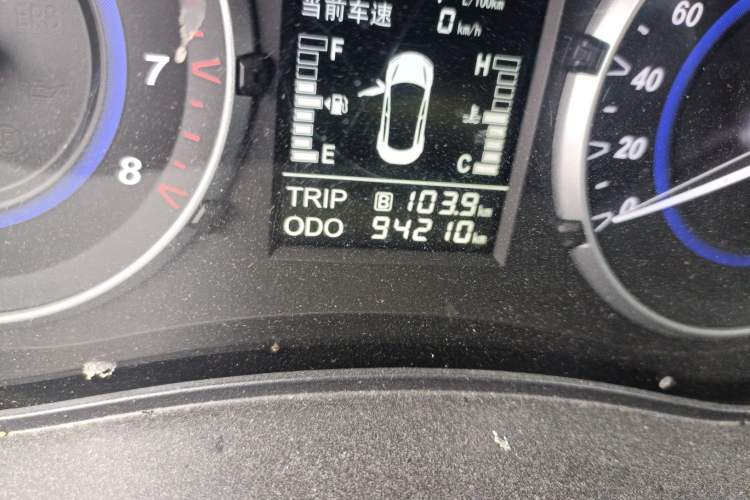 L/100km
当前车速
0 km/h
F
H
E
C
TRIP B 103.9 km
ODO 94210 km
7
8
60
40
20
0